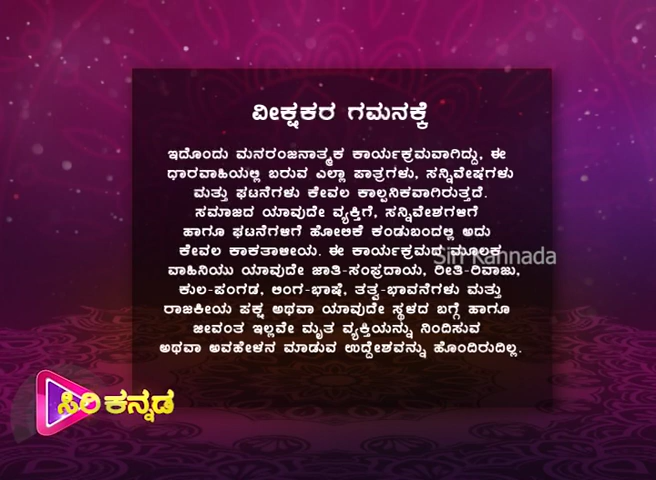 ವೀಕ್ಷಕರ ಗಮನಕ್ಕೆ
ಇದೊಂದು ಮನರಂಜನಾತ್ಮಕ ಕಾರ್ಯಕ್ರಮವಾಗಿದ್ದು, ಈ
ಧಾರವಾಹಿಯಲ್ಲಿ ಬರುವ ಎಲ್ಲಾ ಪಾತ್ರಗಳು, ಸನ್ನಿವೇಷಗಳು
ಮತ್ತು ಘಟನೆಗಳು ಕೇವಲ ಕಾಲ್ಪನಿಕವಾಗಿರುತ್ತದೆ.
ಸಮಾಜದ ಯಾವುದೇ ವ್ಯಕ್ತಿಗೆ, ಸನ್ನಿವೇಶಗಳಿಗೆ
ಹಾಗೂ ಘಟನೆಗಳಿಗೆ ಹೋಲಿಕೆ ಕಂಡುಬಂದಲ್ಲಿ ಅದು
ಕೇವಲ ಕಾಕತಾಳೀಯ. ಈ ಕಾರ್ಯಕ್ರಮದ ಮೂಲಕ
Siri Kannada
ವಾಹಿನಿಯು ಯಾವುದೇ ಜಾತಿ-ಸಂಪ್ರದಾಯ, ರೀತಿ-ರಿವಾಜು,
ಕುಲ-ಪಂಗಡ, ಲಿಂಗ-ಭಾಷೆ, ತತ್ವ-ಭಾವನೆಗಳು ಮತ್ತು
ರಾಜಕೀಯ ಪಕ್ಷ ಅಥವಾ ಯಾವುದೇ ಸ್ಥಳದ ಬಗ್ಗೆ ಹಾಗೂ
ಜೀವಂತ ಇಲ್ಲವೇ ಮೃತ ವ್ಯಕ್ತಿಯನ್ನು ನಿಂದಿಸುವ
ಅಥವಾ ಅವಹೇಳನ ಮಾಡುವ ಉದ್ದೇಶವನ್ನು ಹೊಂದಿರುದಿಲ್ಲ.
ಸಿರಿ ಕನ್ನಡ